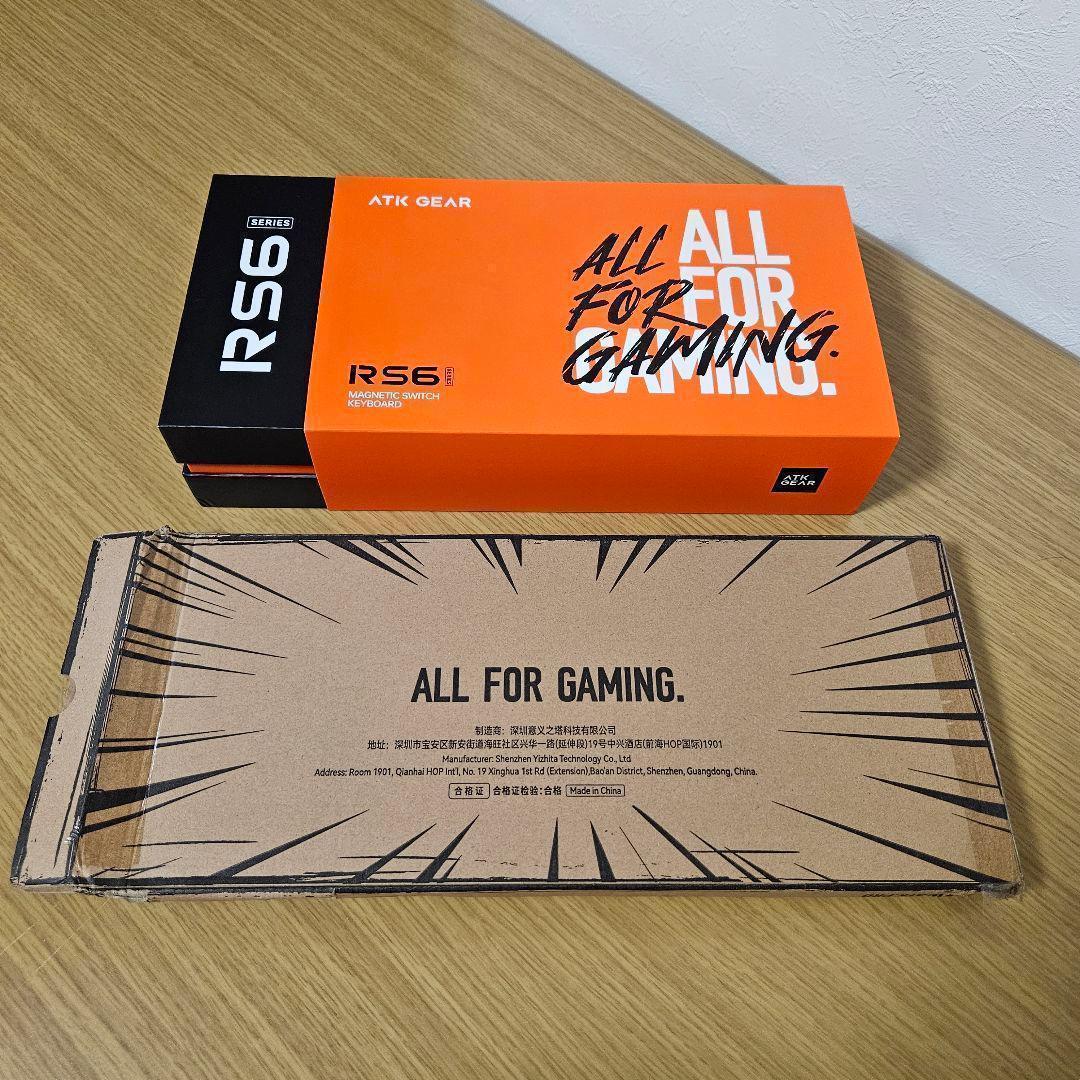 RS6 SERIES
ATK GEAR
ALL
FOR
GAMING.
ALL
FOR
GAMING.
RS6 SERIES
MAGNETIC SWITCH
KEYBOARD
ATK
GEAR
ALL FOR GAMING.
制造商：深圳意义之塔科技有限公司
地址：深圳市宝安区新安街道海旺社区兴华一路(延伸段)19号中兴酒店(前海HOP国际)1901
Manufacturer: Shenzhen Yizhita Technology Co., Ltd
Address: Room 1901, Qianhai HOP Int'l, No. 19 Xinghua 1st Rd (Extension),Bao'an District, Shenzhen, Guangdong, China.
合格证 合格证检验：合格 Made in China